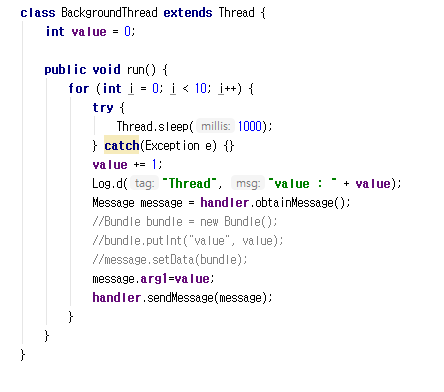 class BackgroundThread extends Thread {
    int value = 0;

    public void run() {
        for (int i = 0; i < 10; i++) {
            try {
                Thread.sleep( millis: 1000);
            } catch(Exception e) {}
            value += 1;
            Log.d( tag: "Thread", msg: "value : " + value);
            Message message = handler.obtainMessage();
            //Bundle bundle = new Bundle();
            //bundle.putInt("value", value);
            //message.setData(bundle);
            message.arg1=value;
            handler.sendMessage(message);
        }
    }
}